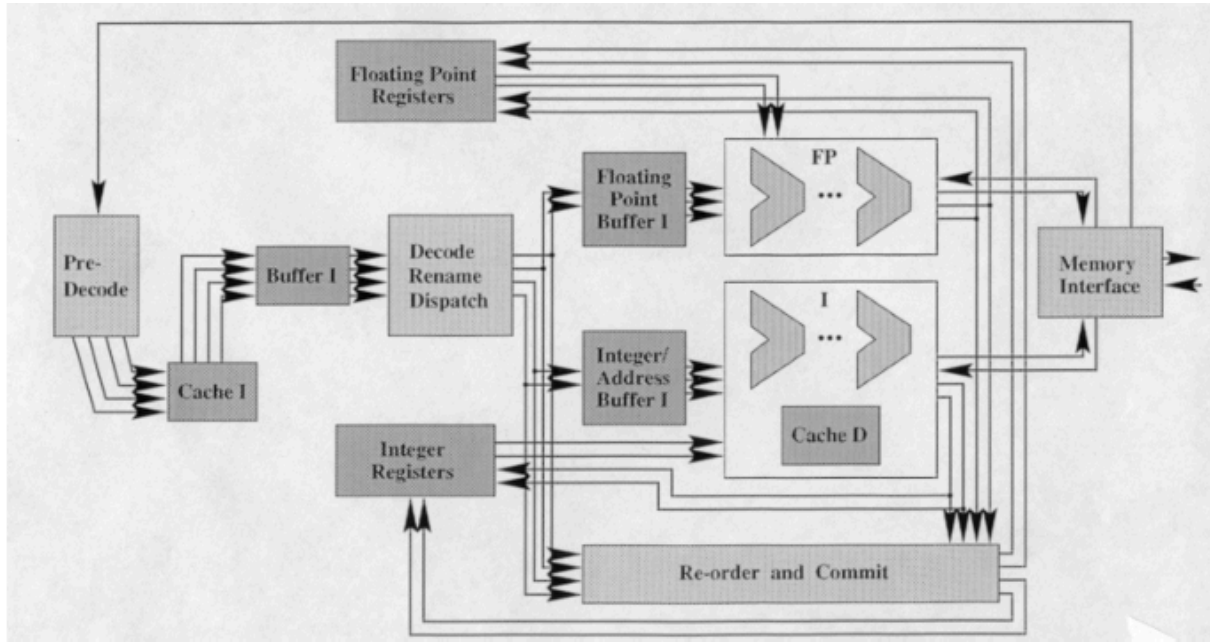 Floating Point
Registers
FP
Floating
Point
Buffer I
Pre-
Decode
Buffer I
Decode
Rename
Dispatch
Memory
Interface
I
Cache I
Integer/
Address
Buffer I
Cache D
Integer
Registers
Re-order and Commit